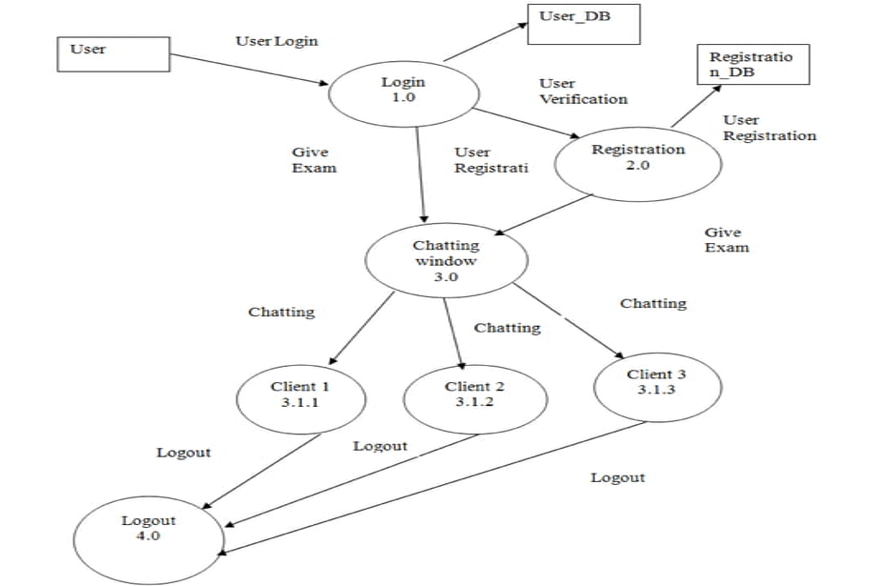 User
User Login
User_DB
Login
1.0
Registratio
n_DB
User
Verification
User
Registration
Give
Exam
User
Registrati
Registration
2.0
Give
Exam
Chatting
window
3.0
Chatting
Chatting
Chatting
Client 1
3.1.1
Client 2
3.1.2
Client 3
3.1.3
Logout
Logout
Logout
Logout
4.0